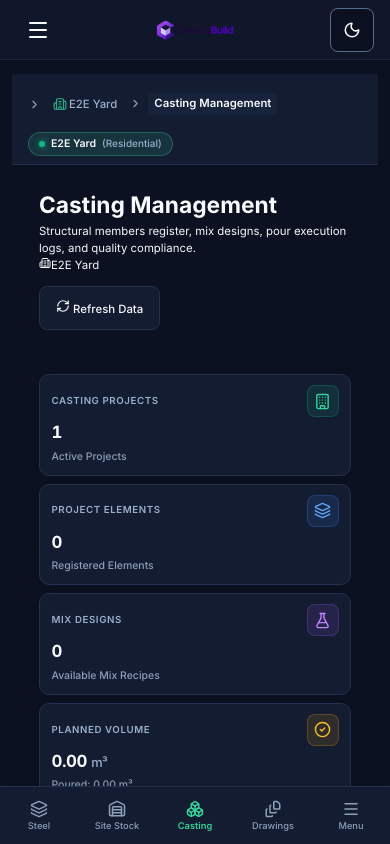 Build
E2E Yard
Casting Management
E2E Yard (Residential)
Casting Management
Structural members register, mix designs, pour execution
logs, and quality compliance.
E2E Yard
Refresh Data
CASTING PROJECTS
1
Active Projects
PROJECT ELEMENTS
0
Registered Elements
MIX DESIGNS
0
Available Mix Recipes
PLANNED VOLUME
0.00 m³
Poured: 0.00 m³
Steel
Site Stock
Casting
Drawings
Menu